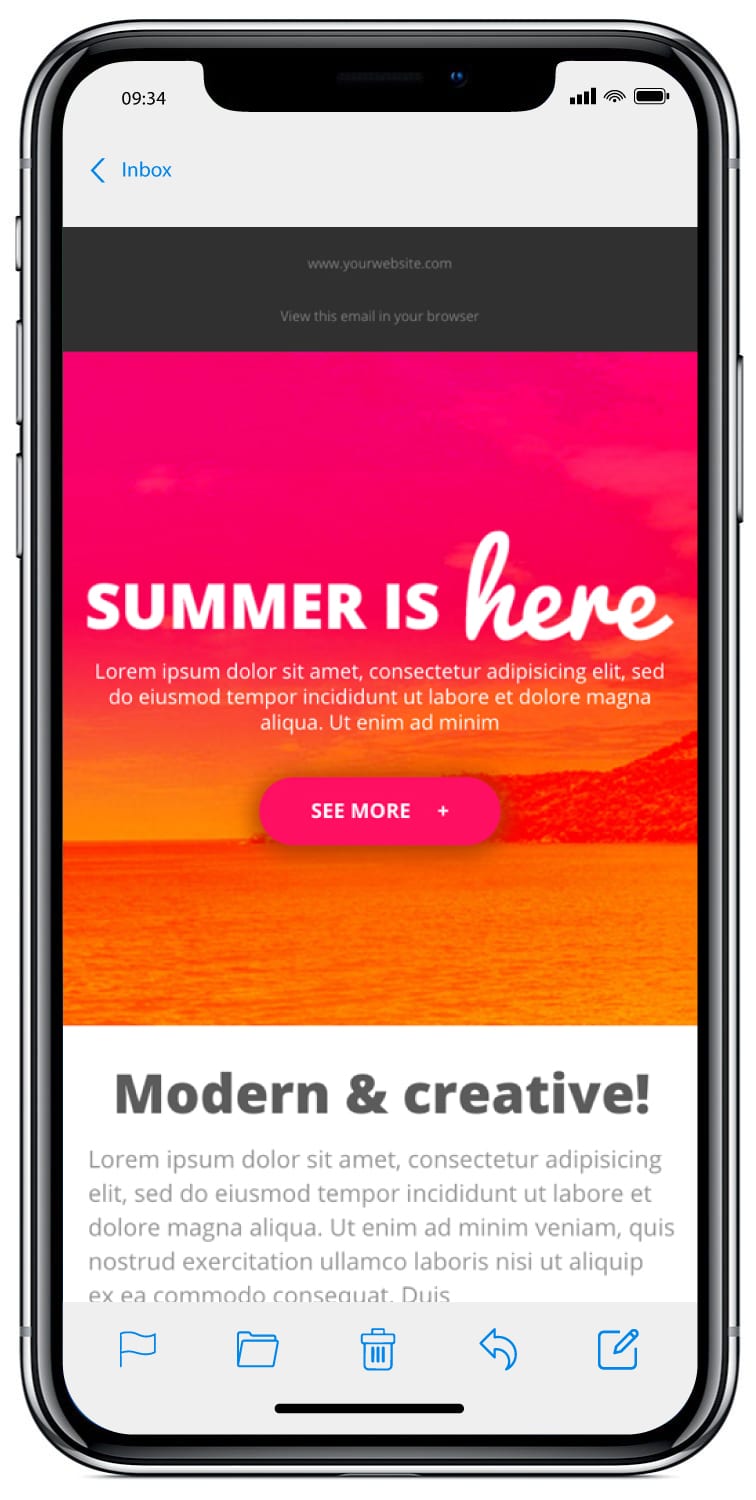 09:34
Inbox
www.yourwebsite.com
View this email in your browser
SUMMER IS here
Lorem ipsum dolor sit amet, consectetur adipisicing elit, sed
do eiusmod tempor incididunt ut labore et dolore magna
aliqua. Ut enim ad minim
SEE MORE +
Modern & creative!
Lorem ipsum dolor sit amet, consectetur adipisicing
elit, sed do eiusmod tempor incididunt ut labore et
dolore magna aliqua. Ut enim ad minim veniam, quis
nostrud exercitation ullamco laboris nisi ut aliquip
ex ea commodo consequat. Duis